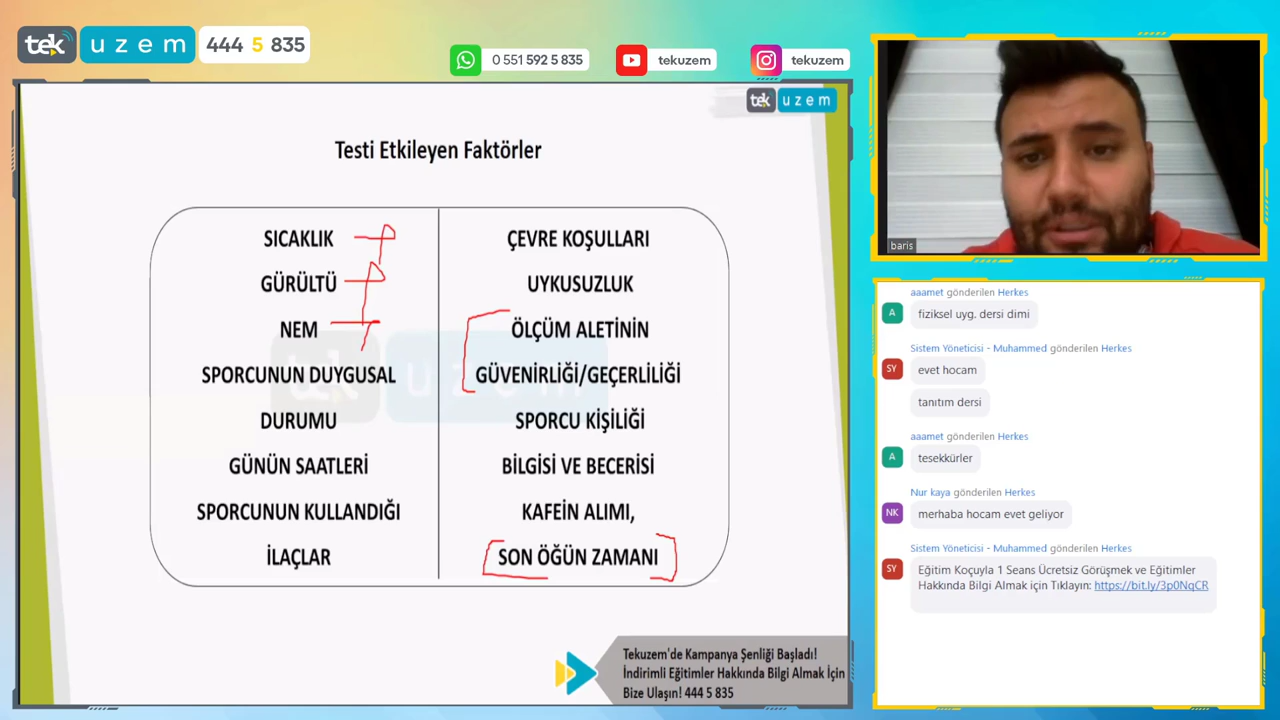 tek uzem 444 5 835
0 551 592 5 835
tekuzem
tekuzem
tek uzem
Testi Etkileyen Faktörler
SICAKLIK
GÜRÜLTÜ
NEM
SPORCUNUN DUYGUSAL
DURUMU
GÜNÜN SAATLERİ
SPORCUNUN KULLANDIĞI
İLAÇLAR
ÇEVRE KOŞULLARI
UYKUSUZLUK
ÖLÇÜM ALETİNİN
GÜVENİRLİĞİ/GEÇERLİLİĞİ
SPORCU KİŞİLİĞİ
BİLGİSİ VE BECERİSİ
KAFEİN ALIMI,
SON ÖĞÜN ZAMANI
tek uzem
Tekuzem'de Kampanya Şenliği Başladı!
İndirimli Eğitimler Hakkında Bilgi Almak İçin
Bize Ulaşın! 444 5 835
baris
aaamet gönderilen Herkes
A
fiziksel uyg. dersi dimi
Sistem Yöneticisi - Muhammed gönderilen Herkes
SY
evet hocam
tanıtım dersi
aaamet gönderilen Herkes
A
tesekkürler
Nur kaya gönderilen Herkes
NK
merhaba hocam evet geliyor
Sistem Yöneticisi - Muhammed gönderilen Herkes
SY
Eğitim Koçuyla 1 Seans Ücretsiz Görüşmek ve Eğitimler
Hakkında Bilgi Almak için Tıklayın: https://bit.ly/3p0NqCR